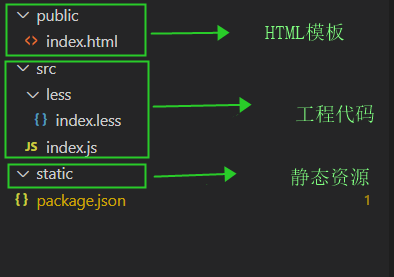 public
index.html
HTML模板
src
less
index.less
JS index.js
工程代码
static
静态资源
{} package.json 1